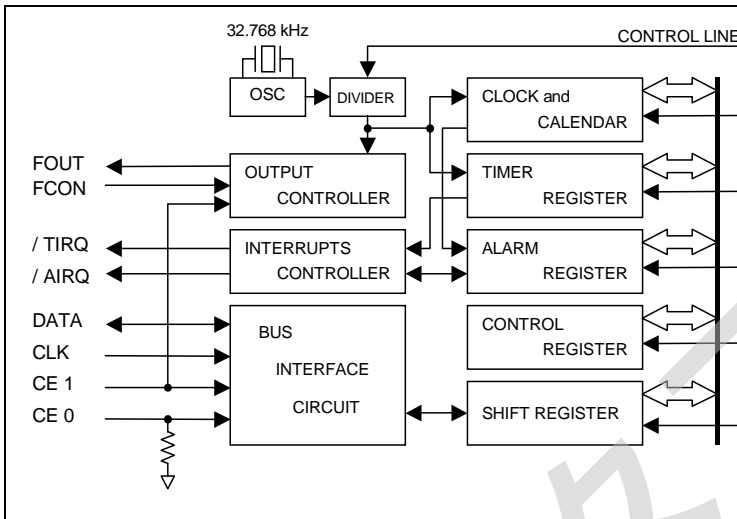 32.768 kHz
CONTROL LINE
OSC
DIVIDER
CLOCK and
CALENDAR
FOUT
FCON
OUTPUT
CONTROLLER
TIMER
REGISTER
/ TIRQ
/ AIRQ
INTERRUPTS
CONTROLLER
ALARM
REGISTER
DATA
CLK
CE 1
CE 0
BUS
INTERFACE
CIRCUIT
CONTROL
REGISTER
SHIFT REGISTER